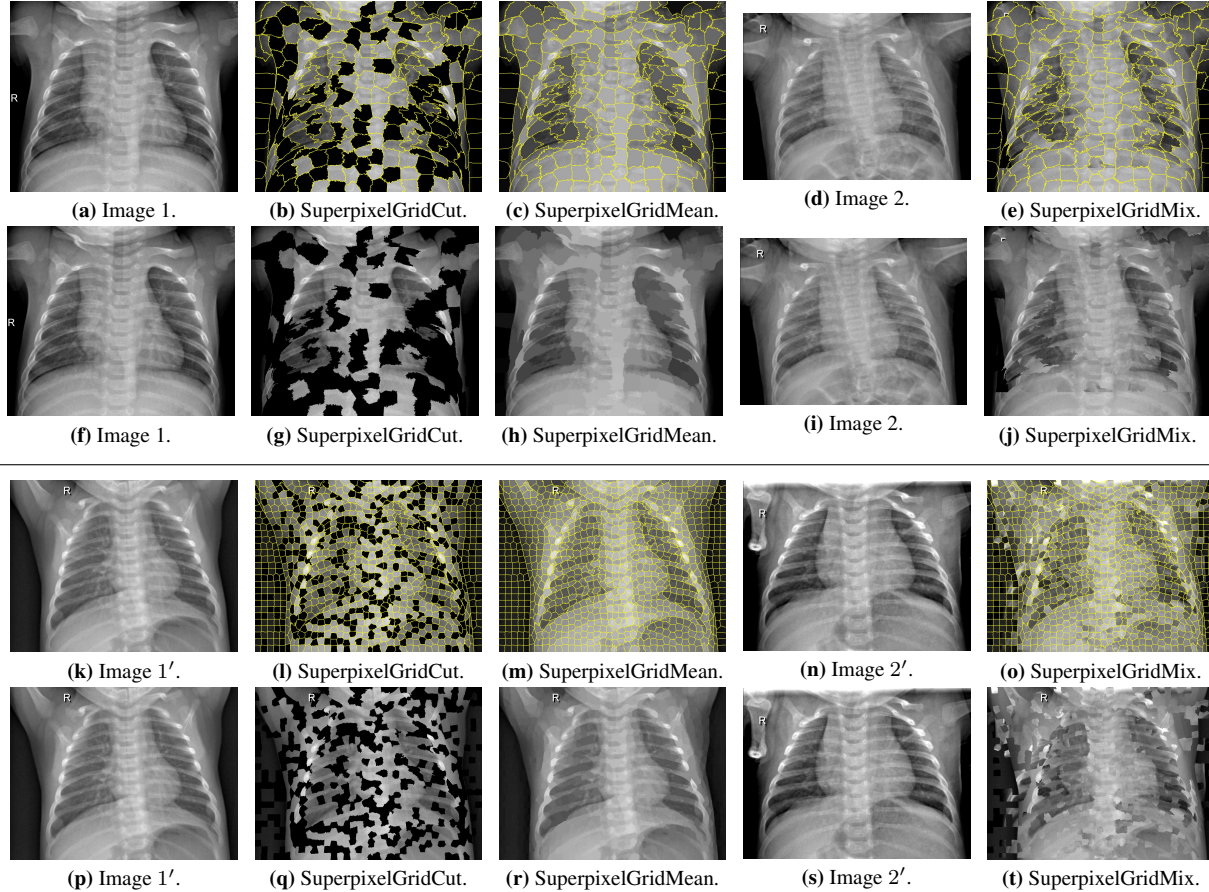 R
R
R
(a) Image 1.
(b) SuperpixelGridCut.
(c) SuperpixelGridMean.
(d) Image 2.
(e) SuperpixelGridMix.
R
R
(f) Image 1.
(g) SuperpixelGridCut.
(h) SuperpixelGridMean.
(i) Image 2.
(j) SuperpixelGridMix.
R
R
R
R
R
(k) Image 1′.
(l) SuperpixelGridCut.
(m) SuperpixelGridMean.
(n) Image 2′.
(o) SuperpixelGridMix.
R
R
R
R
R
(p) Image 1′.
(q) SuperpixelGridCut.
(r) SuperpixelGridMean.
(s) Image 2′.
(t) SuperpixelGridMix.